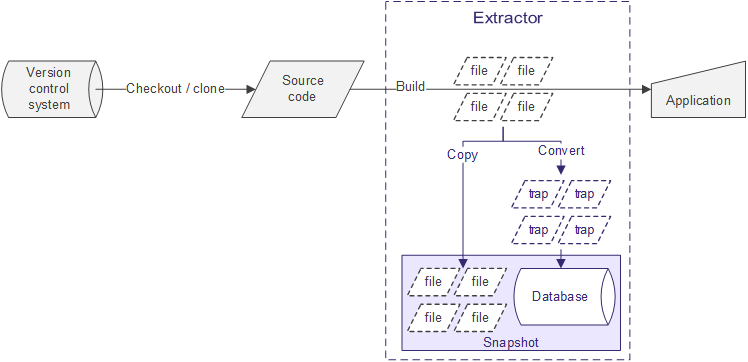 Extractor
Version
control
system
Checkout / clone
Source
code
Build
file file
file file
Application
Copy
Convert
trap trap
trap trap
file file
file file
Database
Snapshot